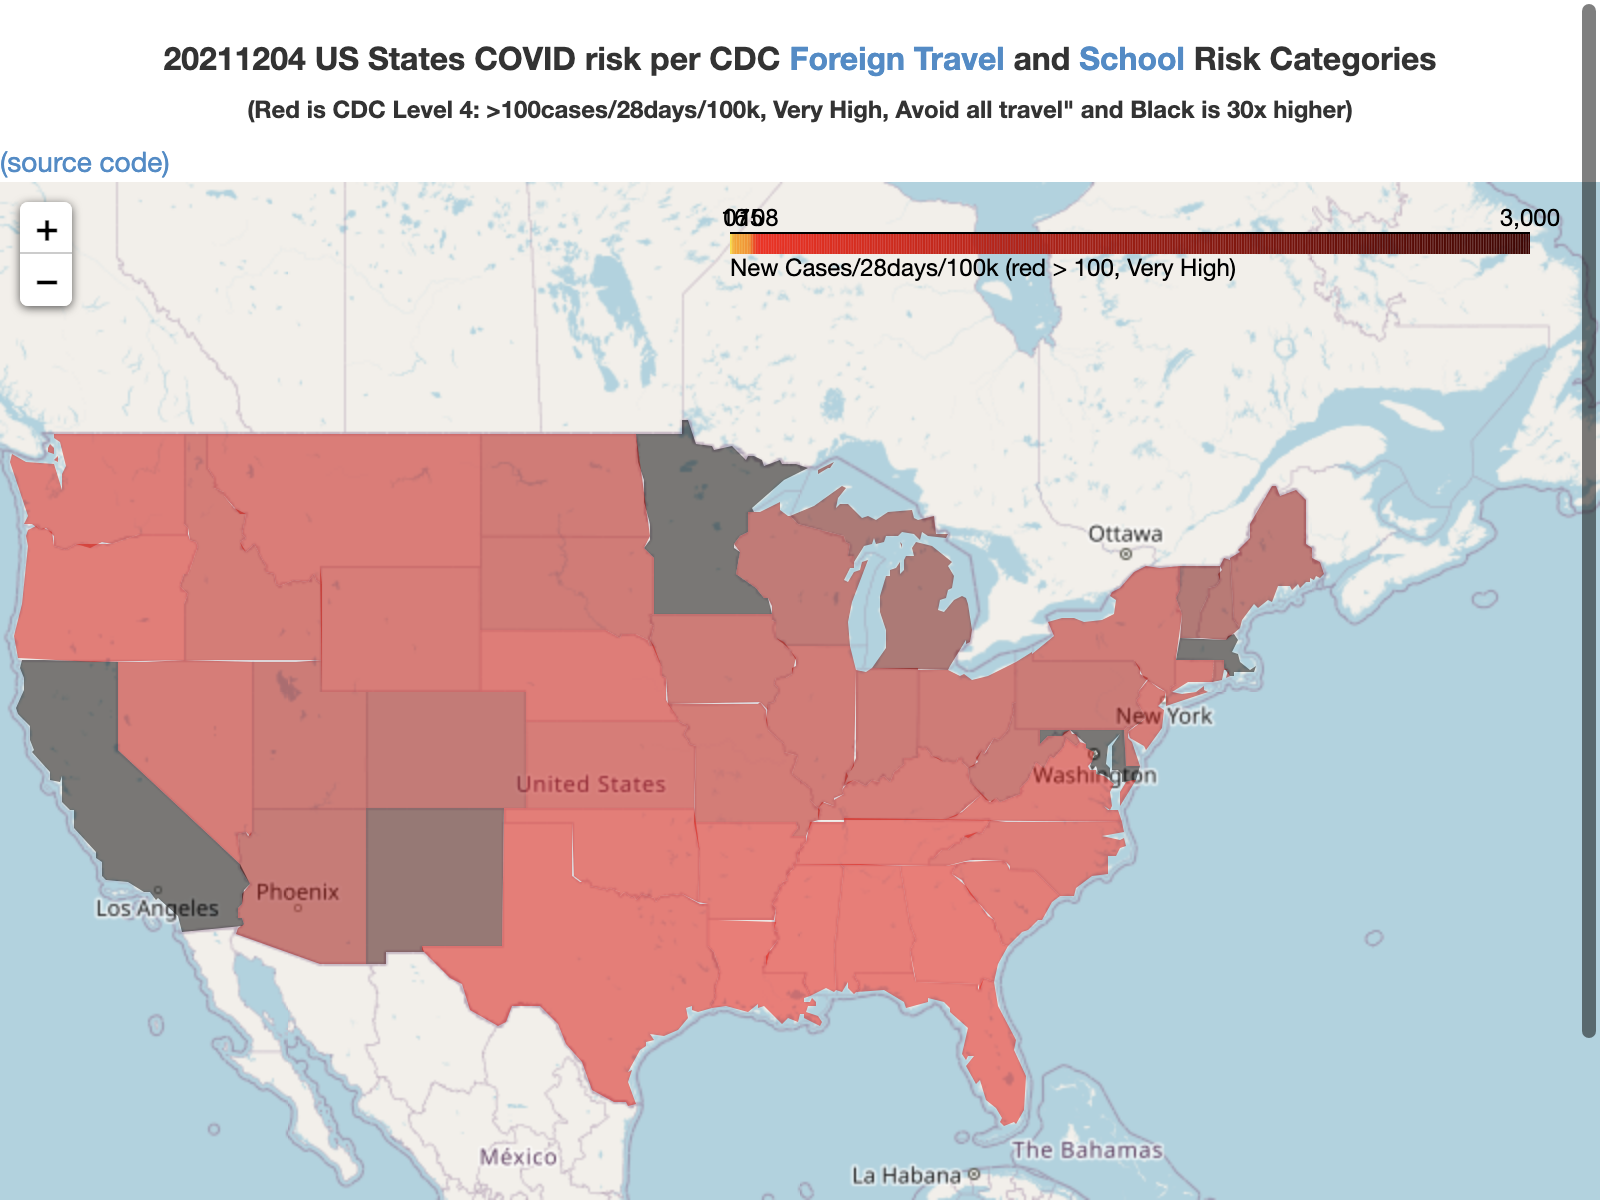 20211204 US States COVID risk per CDC Foreign Travel and School Risk Categories
(Red is CDC Level 4: >100cases/28days/100k, Very High, Avoid all travel" and Black is 30x higher)
(source code)
+
−
3,000
New Cases/28days/100k (red > 100, Very High)
Ottawa
New York
Washington
United States
Phoenix
Los Angeles
México
The Bahamas
La Habana